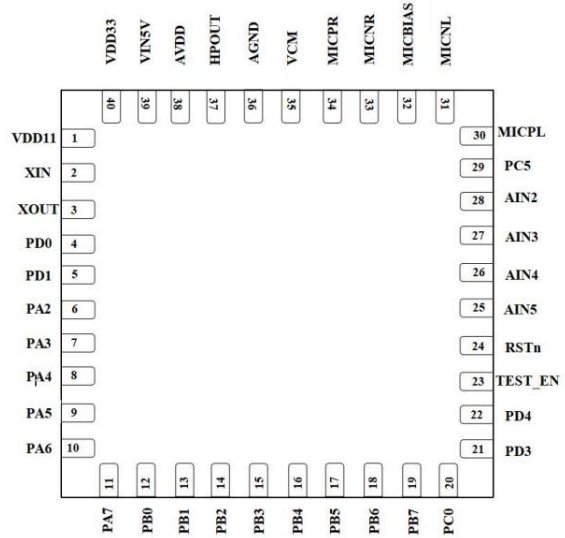 VDD33 VIN5V AVDD HPOUT AGND VCM MICPR MICNR MICBIAS MICNL
40 39 38 37 36 35 34 33 32 31
VDD11 1 30 MICPL
XIN 2 29 PC5
XOUT 3 28 AIN2
PD0 4 27 AIN3
PD1 5 26 AIN4
PA2 6 25 AIN5
PA3 7 24 RSTn
PA4 8 23 TEST_EN
PA5 9 22 PD4
PA6 10 21 PD3
11 12 13 14 15 16 17 18 19 20
PA7 PB0 PB1 PB2 PB3 PB4 PB5 PB6 PB7 PC0